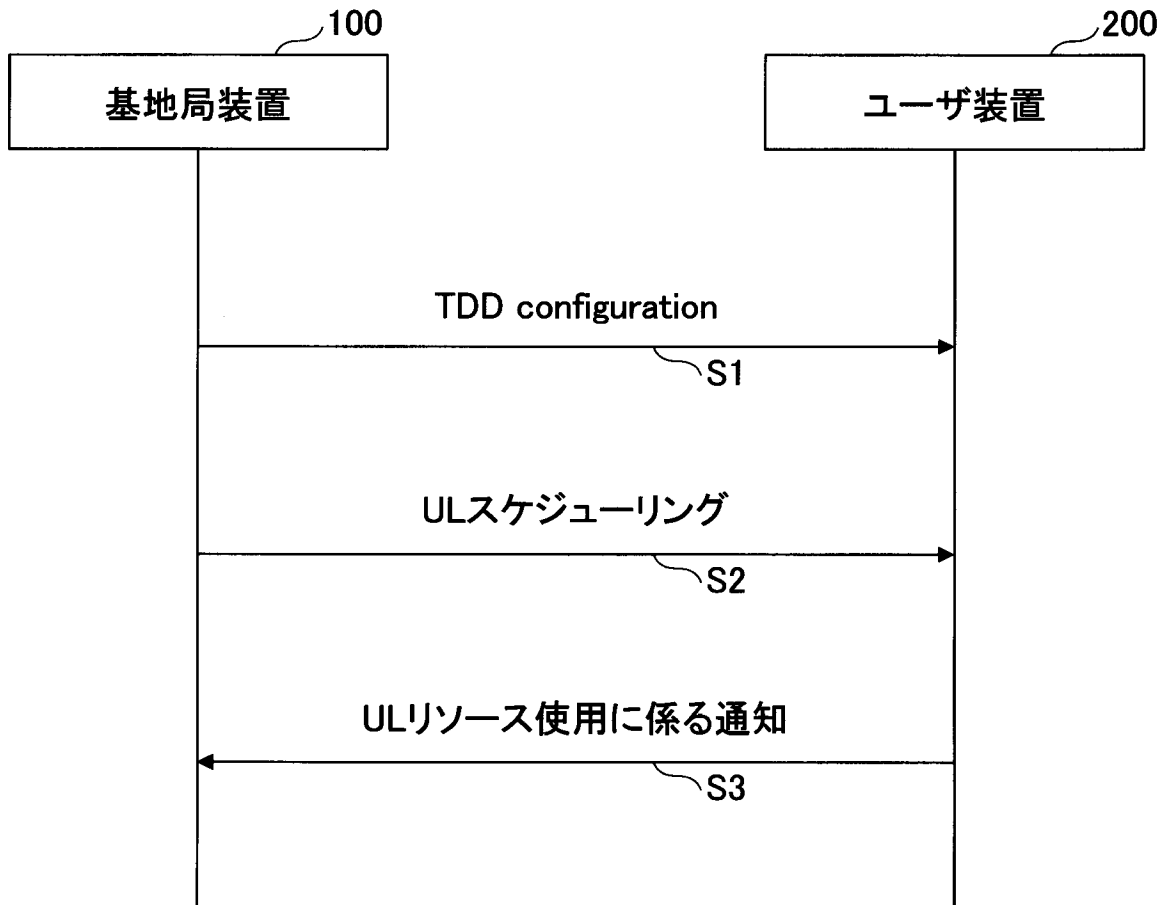 100
200
基地局装置
ユーザ装置
TDD configuration
S1
ULスケジューリング
S2
ULリソース使用に係る通知
S3